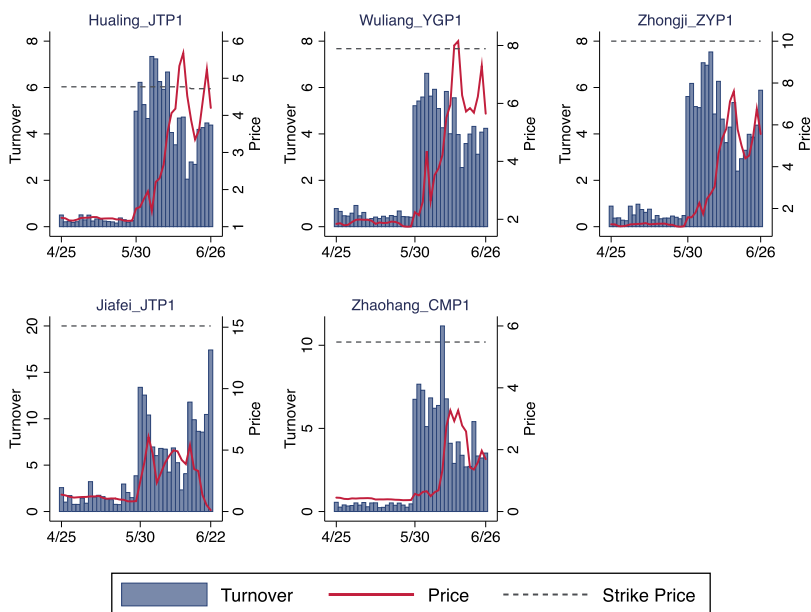 Hualing_JTP1
Turnover
8
6
4
2
0
Price
6
5
4
3
2
1
4/25 5/30 6/26
Wuliang_YGP1
Turnover
8
6
4
2
0
Price
8
6
4
2
4/25 5/30 6/26
Zhongji_ZYP1
Turnover
8
6
4
2
0
Price
10
8
6
4
2
4/25 5/30 6/26
Jiafei_JTP1
Turnover
20
15
10
5
0
Price
15
10
5
0
4/25 5/30 6/22
Zhaohang_CMP1
Turnover
10
5
0
Price
6
4
2
0
4/25 5/30 6/26
Turnover Price Strike Price